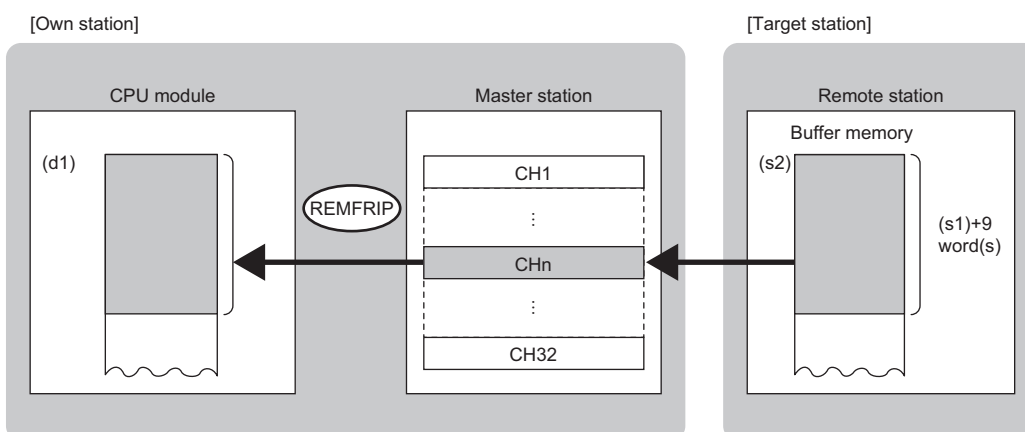 [Own station]
[Target station]
CPU module
Master station
Remote station
Buffer memory
(d1)
(s2)
CH1
REMFRIP
⋮
(s1)+9
word(s)
CHn
⋮
CH32